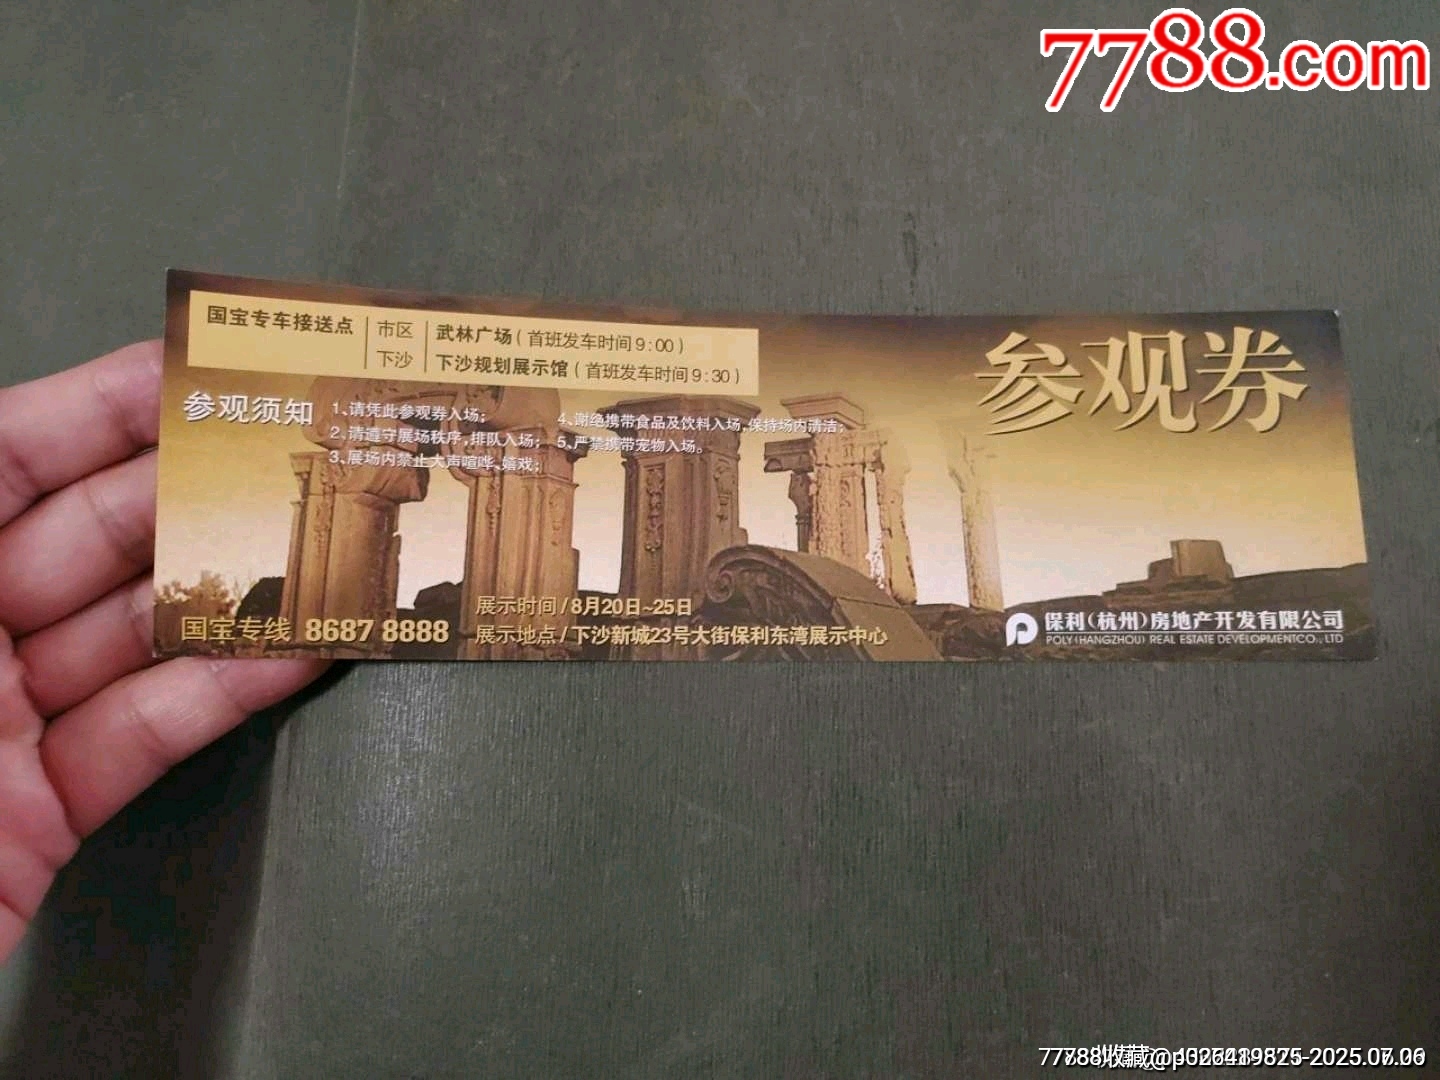 7788.com
国宝专车接送点
市区 武林广场(首班发车时间9:00)
下沙 下沙规划展示馆(首班发车时间9:30)
参观券
参观须知
1、请凭此参观券入场;
2、请遵守展场秩序,排队入场;
3、展场内禁止大声喧哗、嬉戏;
4、谢绝携带食品及饮料入场,保持场内清洁;
5、严禁携带宠物入场。
国宝专线 8687 8888
展示时间/8月20日~25日
展示地点/下沙新城23号大街保利东湾展示中心
保利(杭州)房地产开发有限公司
POLY(HANGZHOU) REAL ESTATE DEVELOPMENTCO., LTD